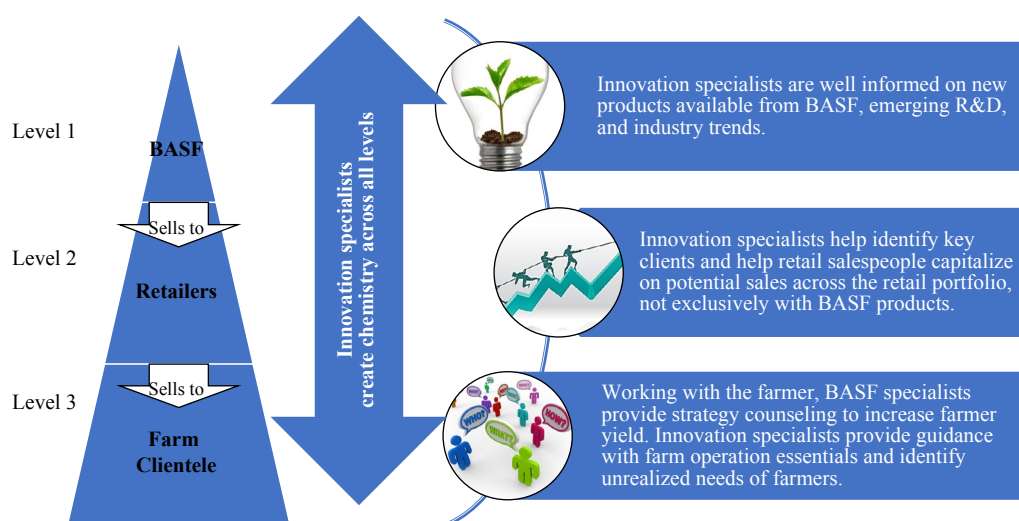 Level 1
BASF
Sells to
Level 2
Retailers
Sells to
Level 3
Farm
Clientele
Innovation specialists
create chemistry across all levels
Innovation specialists are well informed on new
products available from BASF, emerging R&D,
and industry trends.
Innovation specialists help identify key
clients and help retail salespeople capitalize
on potential sales across the retail portfolio,
not exclusively with BASF products.
WHO?
WHAT?
HOW?
Working with the farmer, BASF specialists
provide strategy counseling to increase farmer
yield. Innovation specialists provide guidance
with farm operation essentials and identify
unrealized needs of farmers.